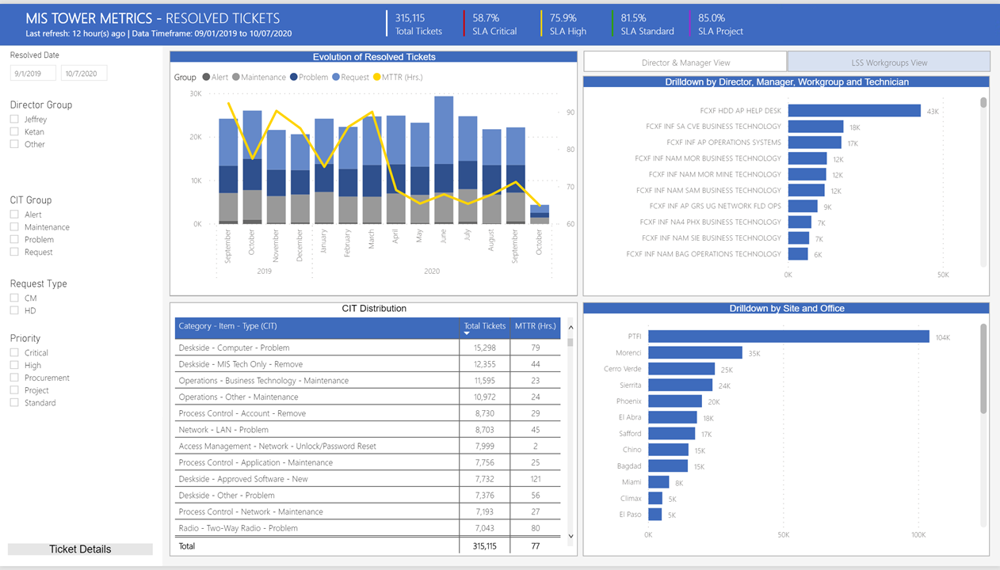 MIS TOWER METRICS - RESOLVED TICKETS
Last refresh: 12 hour(s) ago | Data Timeframe: 09/01/2019 to 10/07/2020
315,115
Total Tickets
58.7%
SLA Critical
75.9%
SLA High
81.5%
SLA Standard
85.0%
SLA Project
Resolved Date
9/1/2019
10/7/2020
Director Group
Jeffrey
Ketan
Other
CIT Group
Alert
Maintenance
Problem
Request
Request Type
CM
HD
Priority
Critical
High
Procurement
Project
Standard
Ticket Details
Evolution of Resolved Tickets
Group Alert Maintenance Problem Request MTTR (Hrs.)
30K
20K
10K
0K
90
80
70
60
September
October
November
December
January
February
March
April
May
June
July
August
September
October
2019
2020
CIT Distribution
Category - Item - Type (CIT) Total Tickets MTTR (Hrs.)
Deskside - Computer - Problem 15,298 79
Deskside - MIS Tech Only - Remove 12,355 44
Operations - Business Technology - Maintenance 11,595 23
Operations - Other - Maintenance 10,972 24
Process Control - Account - Remove 8,730 29
Network - LAN - Problem 8,703 45
Access Management - Network - Unlock/Password Reset 7,999 2
Process Control - Application - Maintenance 7,756 25
Deskside - Approved Software - New 7,732 121
Deskside - Other - Problem 7,376 56
Process Control - Network - Maintenance 7,193 27
Radio - Two-Way Radio - Problem 7,043 80
Total 315,115 77
Director & Manager View
LSS Workgroups View
Drilldown by Director, Manager, Workgroup and Technician
FCXF HDD AP HELP DESK 43K
FCXF INF SA CVE BUSINESS TECHNOLOGY 18K
FCXF INF AP OPERATIONS SYSTEMS 17K
FCXF INF NAM MOR BUSINESS TECHNOLOGY 12K
FCXF INF NAM MOR MINE TECHNOLOGY 12K
FCXF INF NAM SAM BUSINESS TECHNOLOGY 12K
FCXF INF AP GRS UG NETWORK FLD OPS 9K
FCXF INF NA4 PHX BUSINESS TECHNOLOGY 7K
FCXF INF NAM SIE BUSINESS TECHNOLOGY 7K
FCXF INF NAM BAG OPERATIONS TECHNOLOGY 6K
0K 50K
Drilldown by Site and Office
PTFI 104K
Morenci 35K
Cerro Verde 25K
Sierrita 24K
Phoenix 20K
El Abra 18K
Safford 17K
Chino 15K
Bagdad 15K
Miami 8K
Climax 5K
El Paso 5K
0K 50K 100K